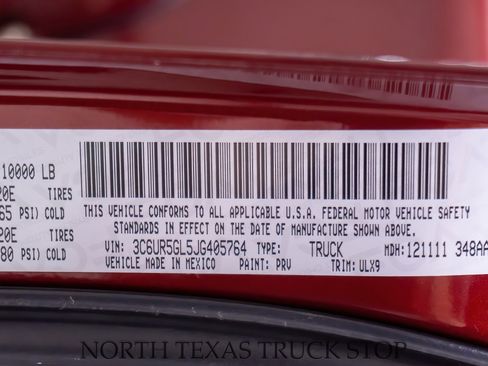 10000 LB
20E TIRES
65 PSI) COLD
20E TIRES
80 PSI) COLD
THIS VEHICLE CONFORMS TO ALL APPLICABLE U.S.A. FEDERAL MOTOR VEHICLE SAFETY
STANDARDS IN EFFECT ON THE DATE OF MANUFACTURE SHOWN ABOVE.
VIN: 3C6UR5GL5JG405764 TYPE: TRUCK MDH: 121111 348AA
VEHICLE MADE IN MEXICO PAINT: PRV TRIM: ULX9
NORTH TEXAS TRUCK STOP